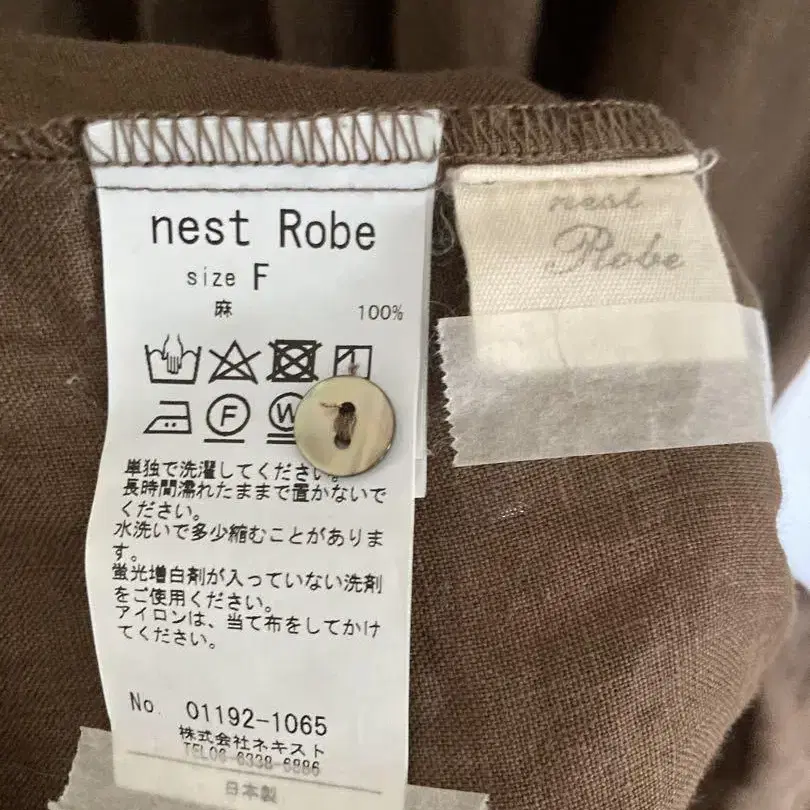 nest Robe
size F
麻 100%
F
W
単独で洗濯してください。
長時間濡れたままで置かないで
ください。
水洗いで多少縮むことがありま
す。
蛍光増白剤が入っていない洗剤
をご使用ください。
アイロンは、当て布をしてかけ
てください。
No. 01192-1065
株式会社ネキスト
TEL06-6338-6886
日本製
nest
Robe